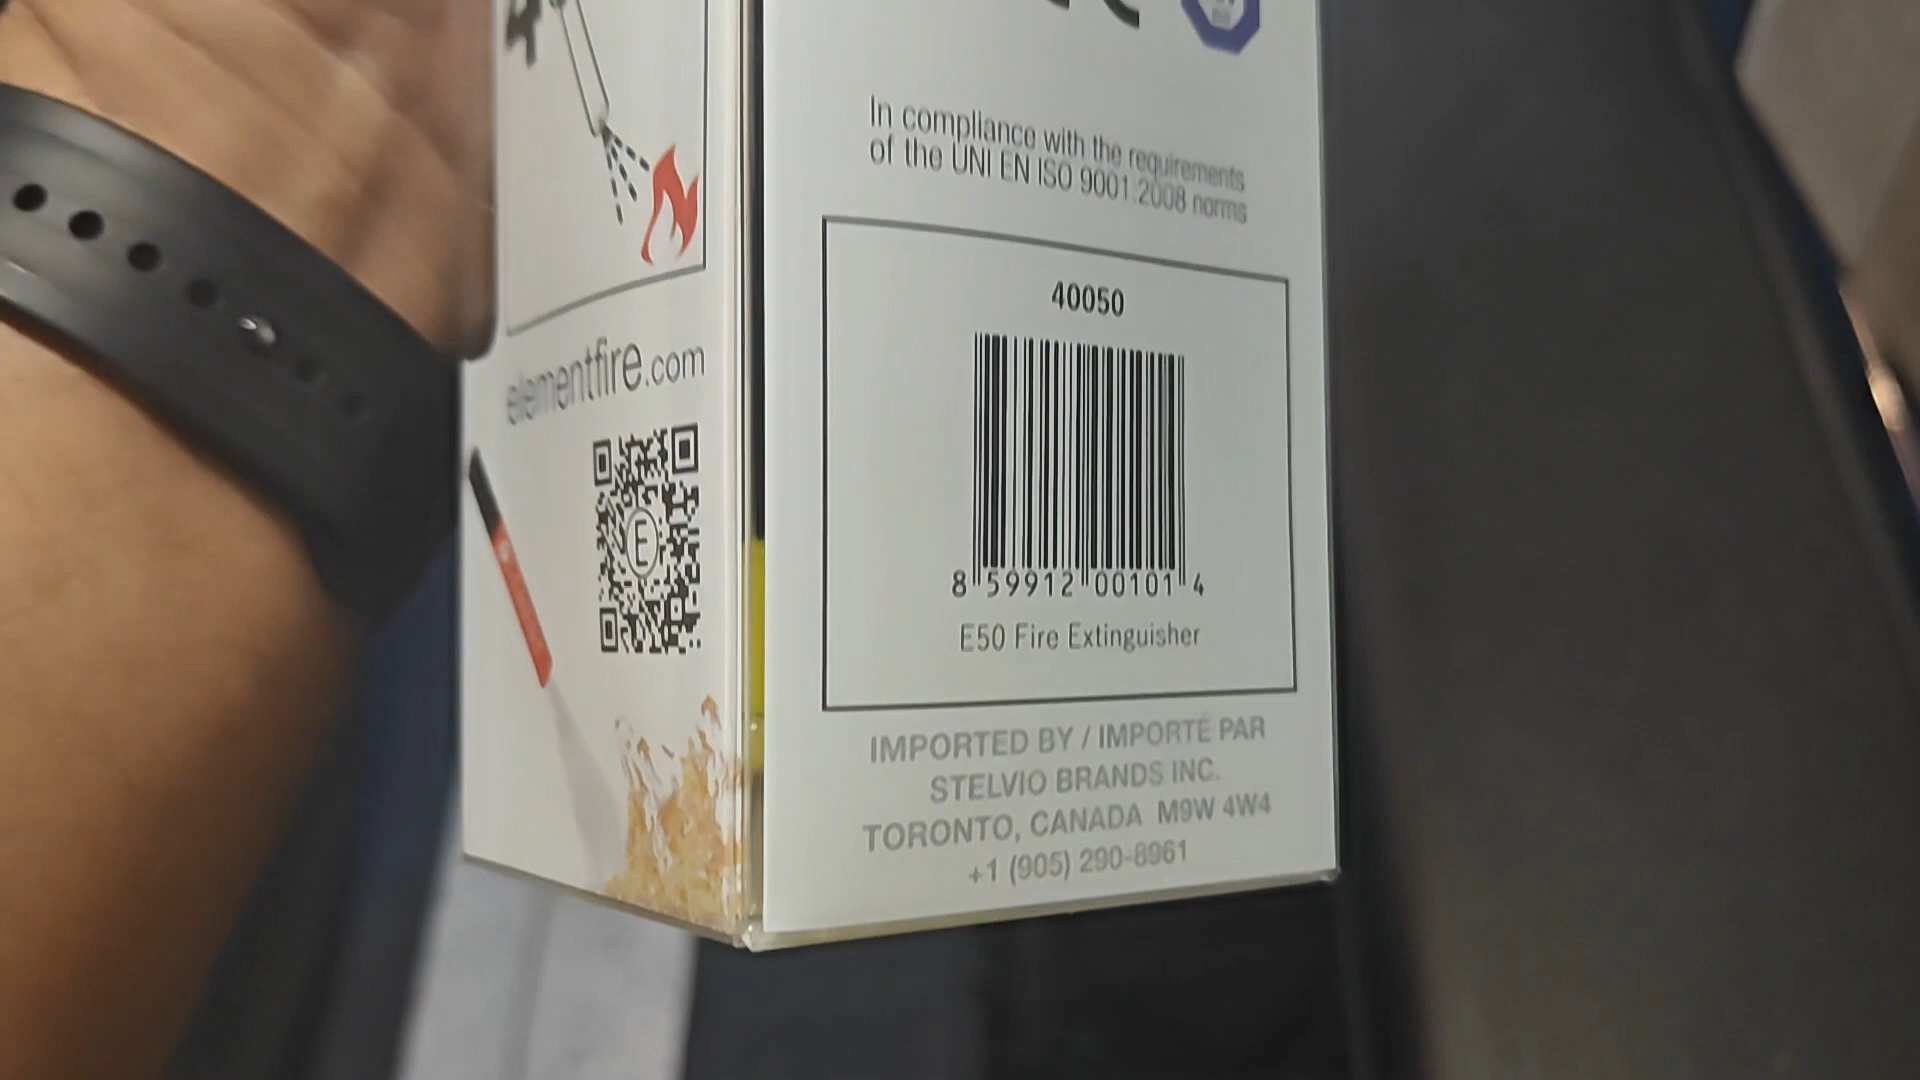 4
elementfire.com
E
In compliance with the requirements
of the UNI EN ISO 9001:2008 norms
40050
8 59912 00101 4
E50 Fire Extinguisher
IMPORTED BY / IMPORTÉ PAR
STELVIO BRANDS INC.
TORONTO, CANADA M9W 4W4
+1 (905) 290-8961